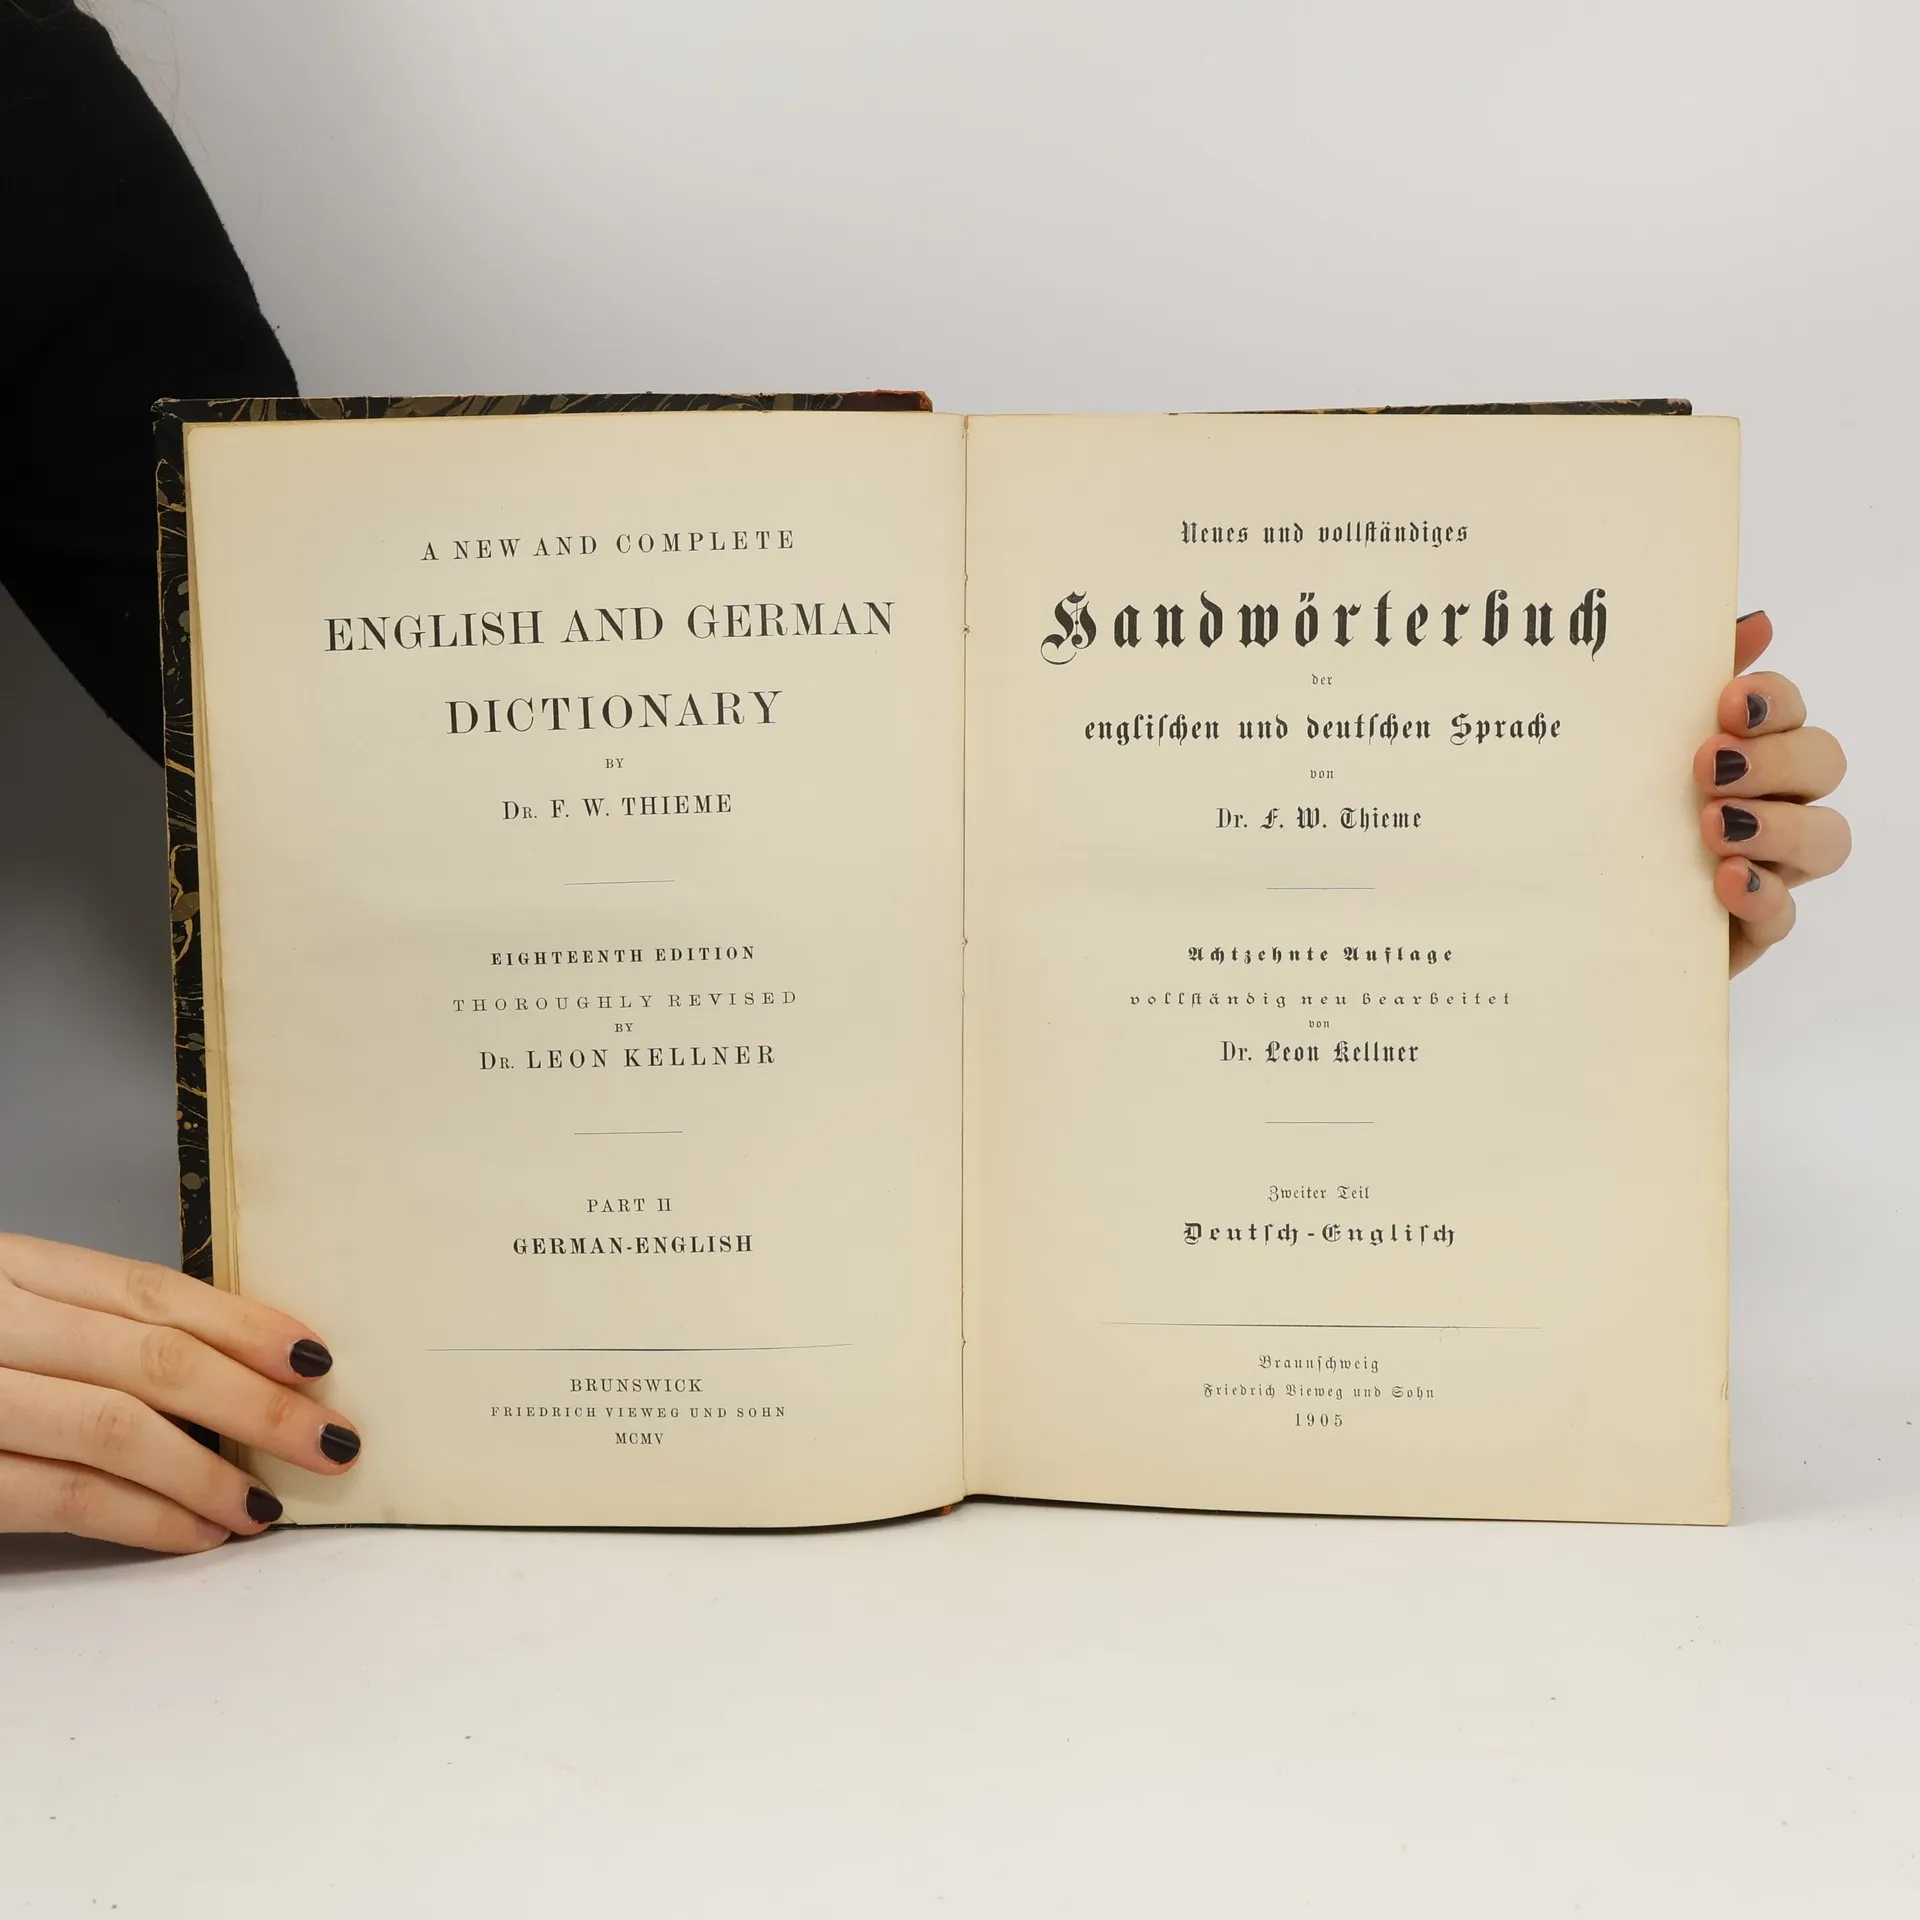 A NEW AND COMPLETE
ENGLISH AND GERMAN
DICTIONARY
BY
DR. F. W. THIEME
EIGHTEENTH EDITION
THOROUGHLY REVISED
BY
DR. LEON KELLNER
PART II
GERMAN-ENGLISH
BRUNSWICK
FRIEDRICH VIEWEG UND SOHN
MCMV
Neues und vollſtändiges
Handwörterbuch
der
engliſchen und deutſchen Sprache
von
Dr. F. W. Thieme
Achtzehnte Auflage
vollſtändig neu bearbeitet
von
Dr. Leon Kellner
Zweiter Teil
Deutſch-Engliſch
Braunſchweig
Friedrich Vieweg und Sohn
1905